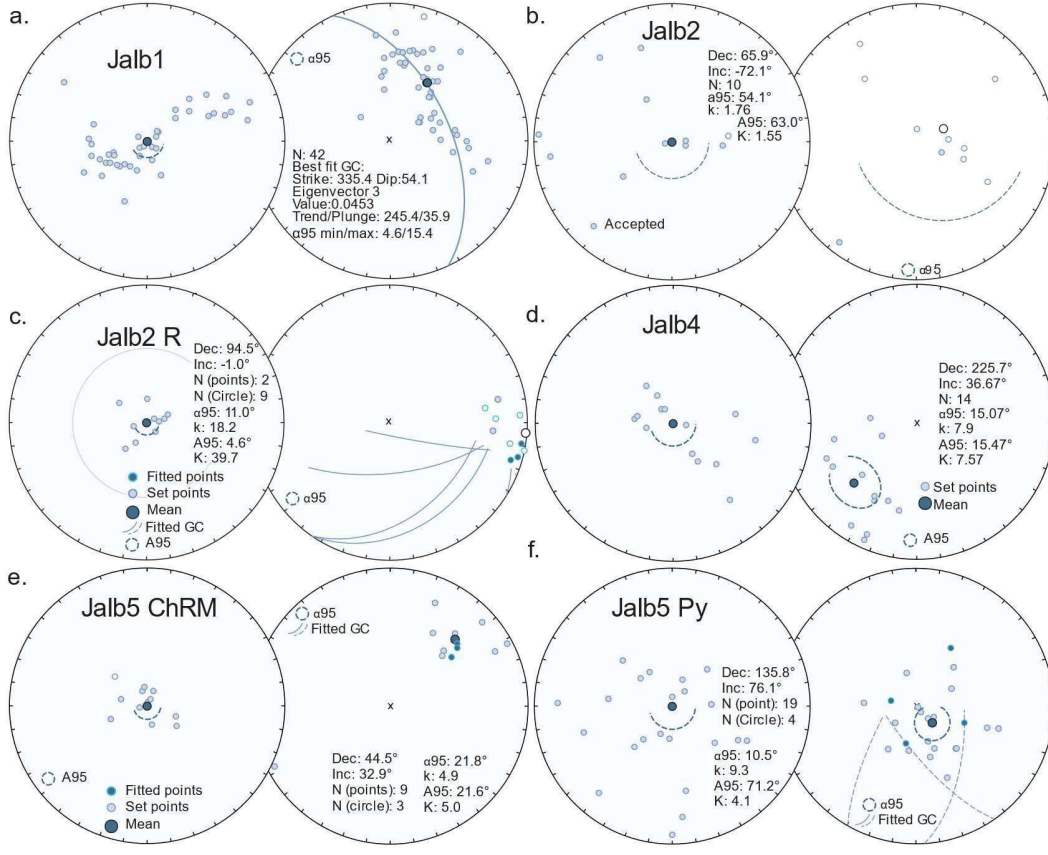 a.
Jalb1
α95
x
N: 42
Best fit GC:
Strike: 335.4 Dip:54.1
Eigenvector 3
Value:0.0453
Trend/Plunge: 245.4/35.9
α95 min/max: 4.6/15.4
b.
Jalb2
Dec: 65.9°
Inc: -72.1°
N: 10
a95: 54.1°
k: 1.76
A95: 63.0°
K: 1.55
Accepted
α95
c.
Jalb2 R
Dec: 94.5°
Inc: -1.0°
N (points): 2
N (Circle): 9
α95: 11.0°
k: 18.2
A95: 4.6°
K: 39.7
Fitted points
Set points
Mean
Fitted GC
A95
x
α95
d.
Jalb4
x
Dec: 225.7°
Inc: 36.67°
N: 14
α95: 15.07°
k: 7.9
A95: 15.47°
K: 7.57
Set points
Mean
A95
e.
Jalb5 ChRM
A95
Fitted points
Set points
Mean
α95
Fitted GC
x
Dec: 44.5°
Inc: 32.9°
N (points): 9
N (circle): 3
α95: 21.8°
k: 4.9
A95: 21.6°
K: 5.0
f.
Jalb5 Py
Dec: 135.8°
Inc: 76.1°
N (point): 19
N (Circle): 4
α95: 10.5°
k: 9.3
A95: 71.2°
K: 4.1
α95
Fitted GC